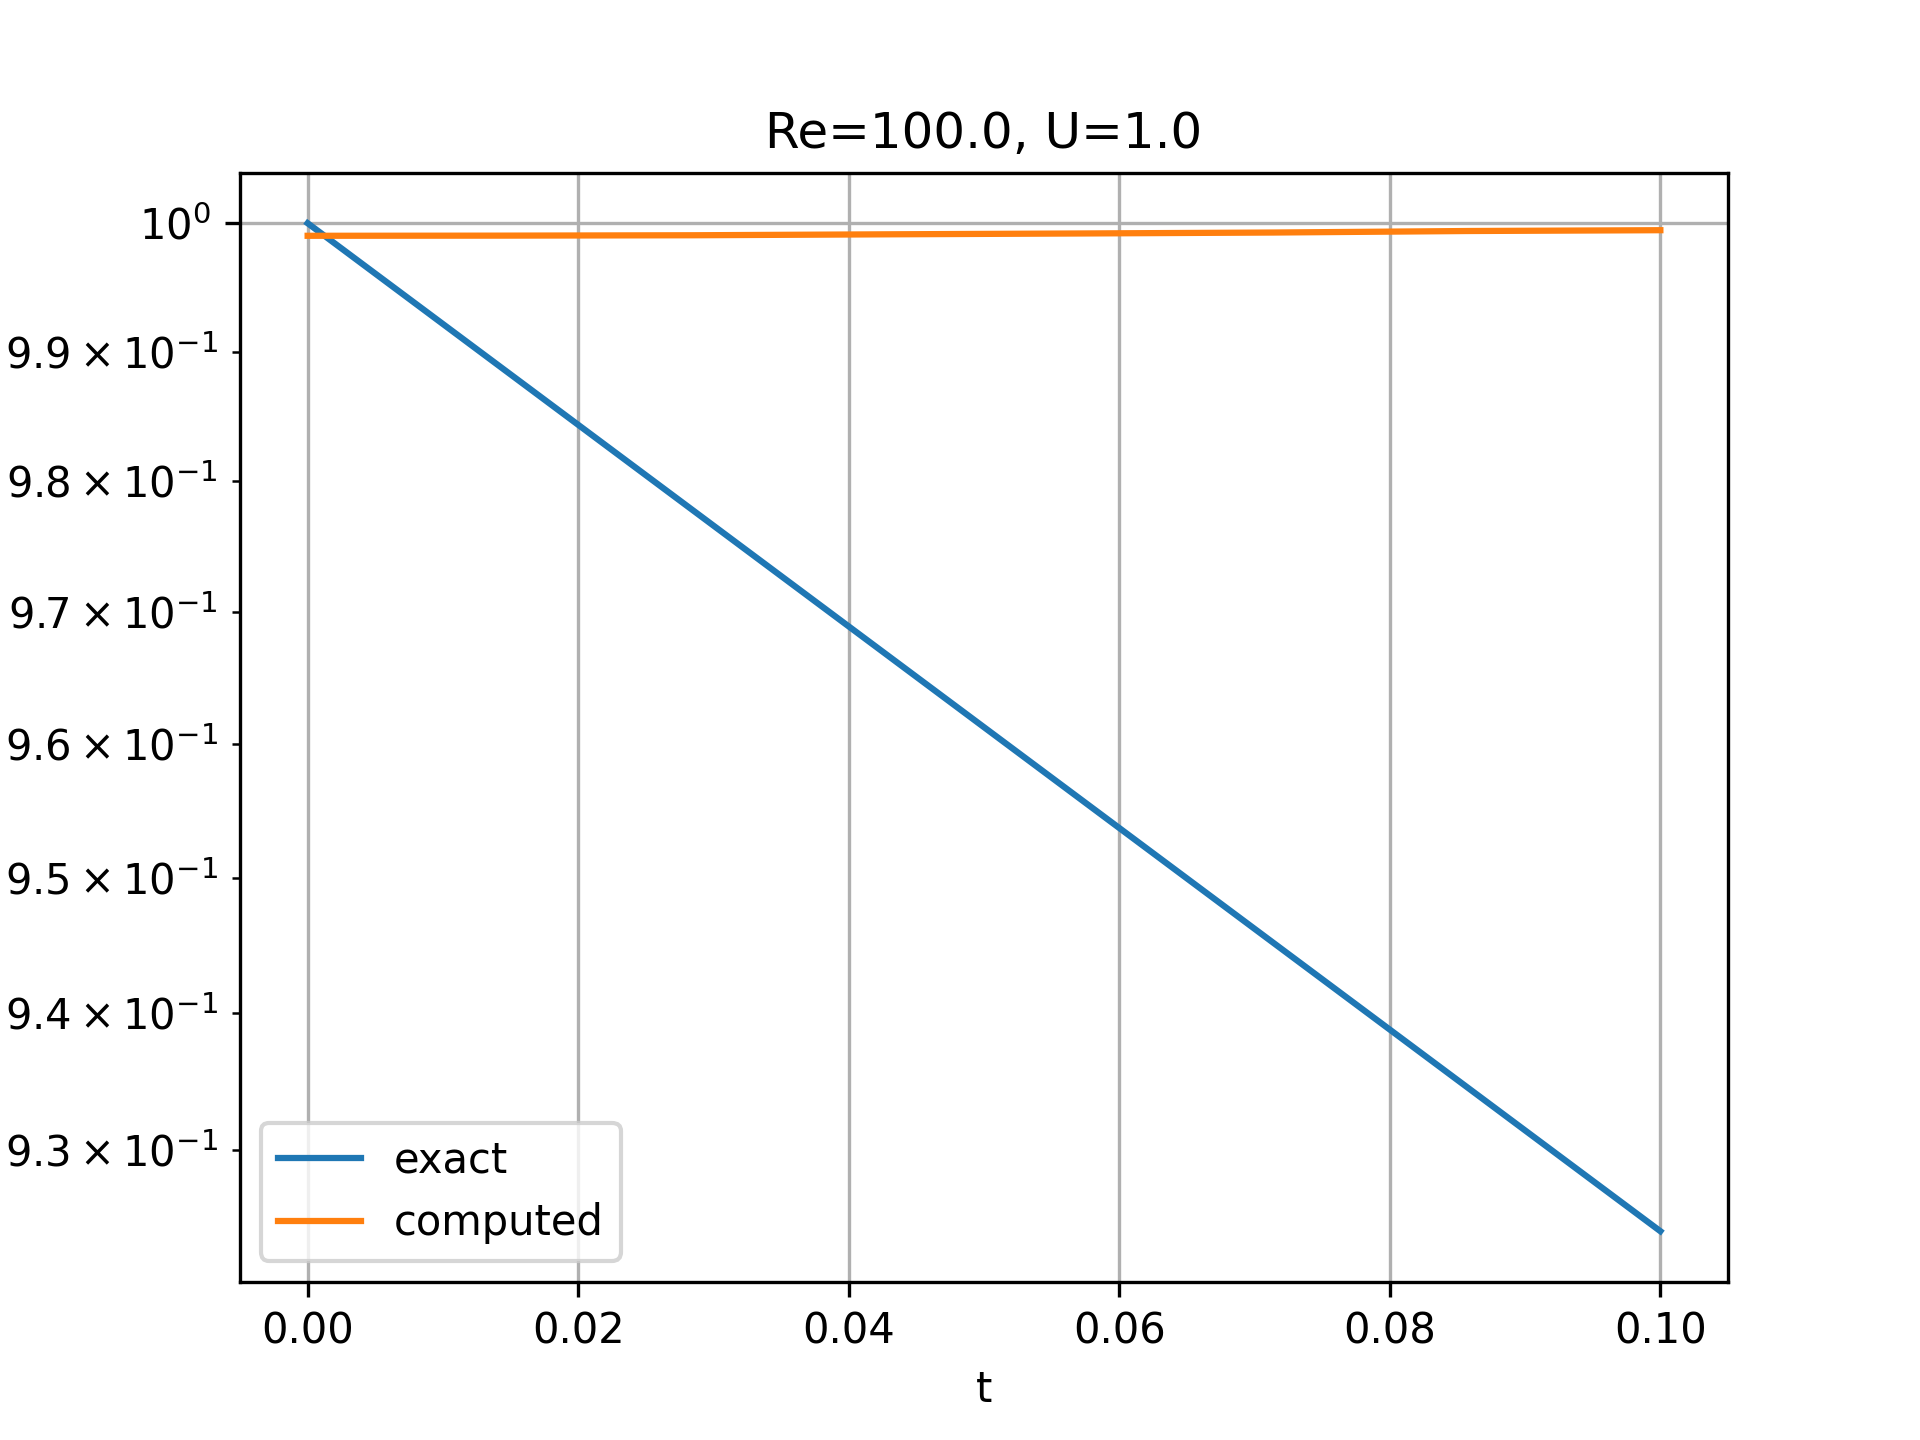 Re=100.0, U=1.0
10⁰
9.9 × 10⁻¹
9.8 × 10⁻¹
9.7 × 10⁻¹
9.6 × 10⁻¹
9.5 × 10⁻¹
9.4 × 10⁻¹
9.3 × 10⁻¹
exact
computed
0.00 0.02 0.04 0.06 0.08 0.10
t